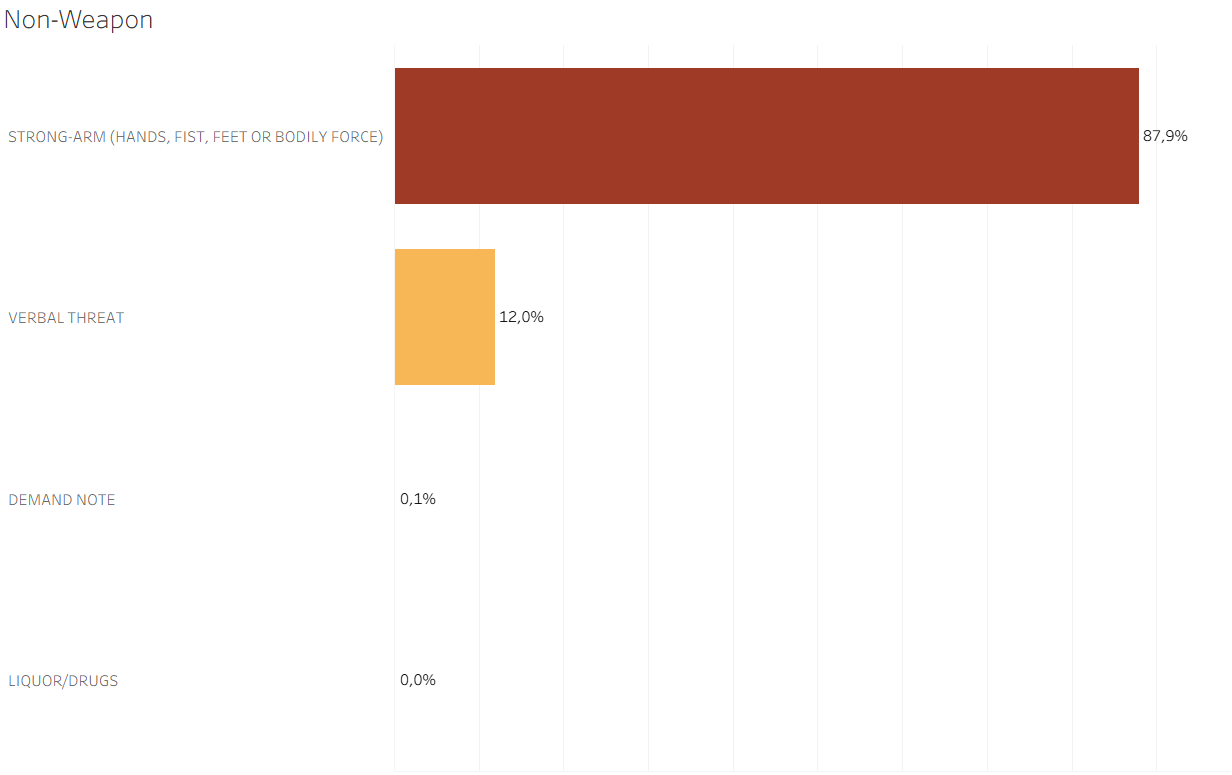 Non-Weapon
STRONG-ARM (HANDS, FIST, FEET OR BODILY FORCE)
87,9%
VERBAL THREAT
12,0%
DEMAND NOTE
0,1%
LIQUOR/DRUGS
0,0%